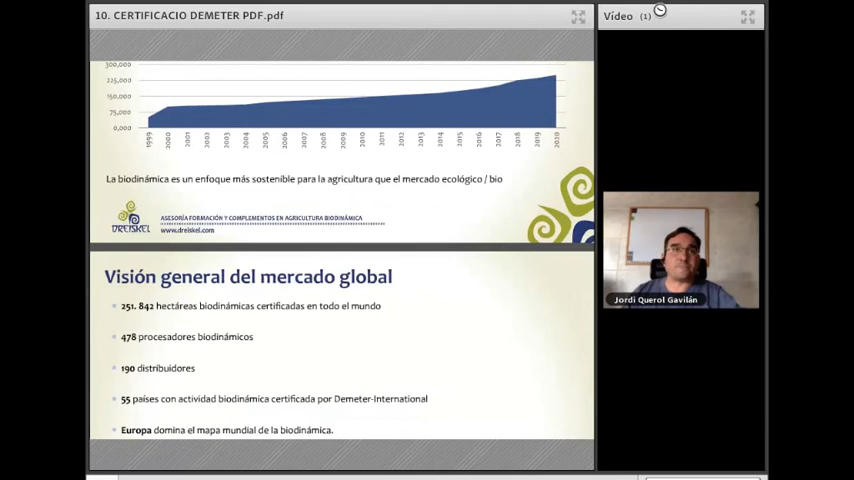 10. CERTIFICACIO DEMETER PDF.pdf
Vídeo (1)
300,000
225,000
150,000
75,000
0,000
1999 2000 2001 2002 2003 2004 2005 2006 2007 2008 2009 2010 2011 2012 2013 2014 2015 2016 2017 2018 2019 2020
La biodinámica es un enfoque más sostenible para la agricultura que el mercado ecológico / bio
DREISKEL
ASESORÍA FORMACIÓN Y COMPLEMENTOS EN AGRICULTURA BIODINÁMICA
www.dreiskel.com
Visión general del mercado global
251. 842 hectáreas biodinámicas certificadas en todo el mundo
478 procesadores biodinámicos
190 distribuidores
55 países con actividad biodinámica certificada por Demeter-International
Europa domina el mapa mundial de la biodinámica.
Jordi Querol Gavilán